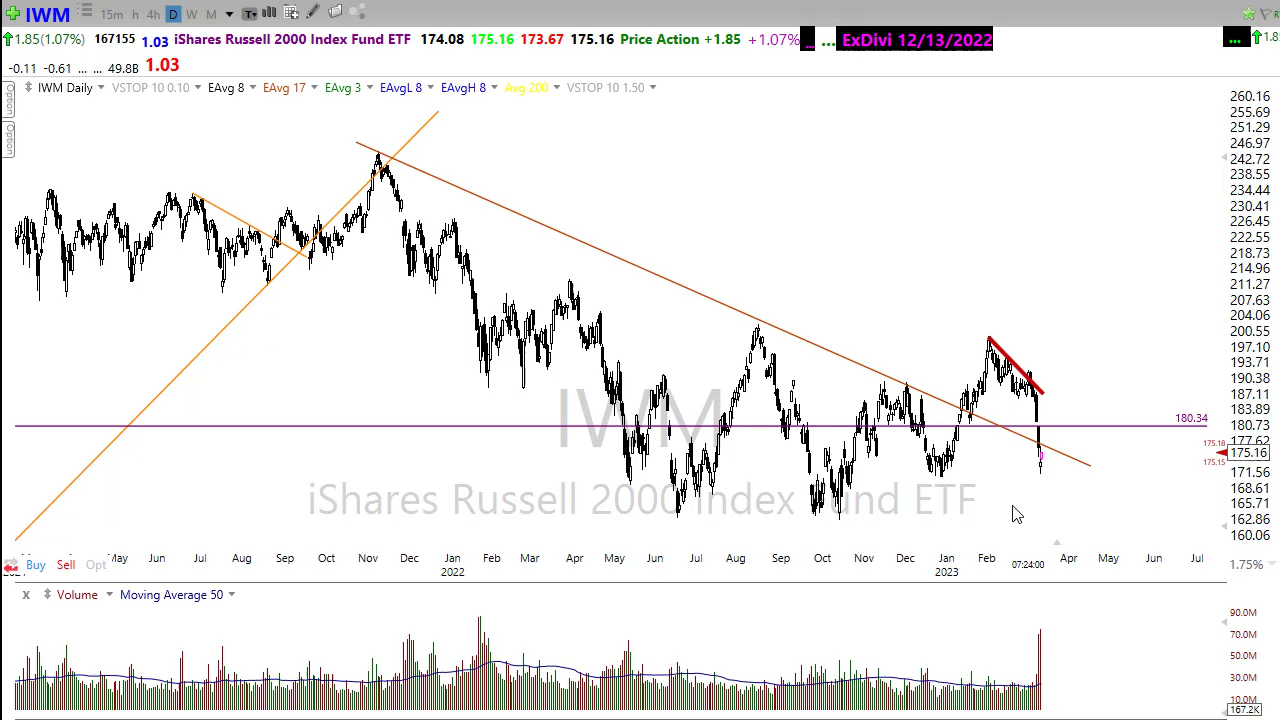 IWM 15m h 4h D W M T
1.85(1.07%) 167155 1.03 iShares Russell 2000 Index Fund ETF 174.08 175.16 173.67 175.16 Price Action +1.85 +1.07% ... ... ExDivi 12/13/2022 ... 1.8
-0.11 -0.61 ... ... 49.8B 1.03
Option
Option
IWM Daily VSTOP 10 0.10 EAvg 8 EAvg 17 EAvg 3 EAvgL 8 EAvgH 8 Avg 200 VSTOP 10 1.50
260.16
255.69
251.29
246.97
242.72
238.55
234.44
230.41
226.45
222.55
218.73
214.96
211.27
207.63
204.06
200.55
197.10
193.71
190.38
187.11
183.89
180.34
180.73
177.62
175.18
175.16
175.15
171.56
168.61
165.71
162.86
160.06
IWM
iShares Russell 2000 Index Fund ETF
May Jun Jul Aug Sep Oct Nov Dec Feb Mar Apr May Jun Jul Aug Sep Oct Nov Dec Jan Feb 07:24:00 Apr May Jun Jul
2022 2023
Buy Sell Opt 1.75%
x Volume Moving Average 50
90.0M
70.0M
50.0M
30.0M
10.0M
167.2K